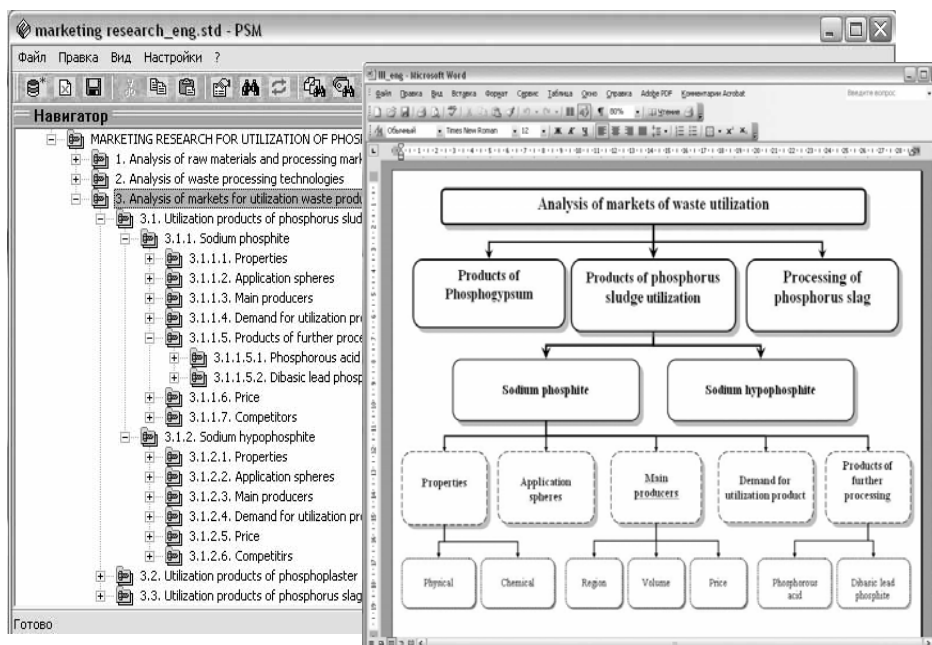 marketing research_eng.std - PSM
Файл Правка Вид Настройки ?
Навигатор
MARKETING RESEARCH FOR UTILIZATION OF PHOS
1. Analysis of raw materials and processing mar
2. Analysis of waste processing technologies
3. Analysis of markets for utilization waste produ
3.1. Utilization products of phosphorus slud
3.1.1. Sodium phosphite
3.1.1.1. Properties
3.1.1.2. Application spheres
3.1.1.3. Main producers
3.1.1.4. Demand for utilization pr
3.1.1.5. Products of further proce
3.1.1.5.1. Phosphorous acid
3.1.1.5.2. Dibasic lead phosp
3.1.1.6. Price
3.1.1.7. Competitors
3.1.2. Sodium hypophosphite
3.1.2.1. Properties
3.1.2.2. Application spheres
3.1.2.3. Main producers
3.1.2.4. Demand for utilization pr
3.1.2.5. Price
3.1.2.6. Competitirs
3.2. Utilization products of phosphoplaster
3.3. Utilization products of phosphorus slag
Готово
III_eng - Microsoft Word
Файл Правка Вид Вставка Формат Сервис Таблица Окно Справка Adobe PDF Комментарии Acrobat
Введите вопрос
80% Чтение
Обычный Times New Roman 12 Ж К Ч
Analysis of markets of waste utilization
Products of
Phosphogypsum
Products of phosphorus
sludge utilization
Processing of
phosphorus slag
Sodium phosphite
Sodium hypophosphite
Properties
Application
spheres
Main
producers
Demand for
utilization product
Products of
further
processing
Physical
Chemical
Region
Volume
Price
Phosphorous
acid
Dibasic lead
phosphite